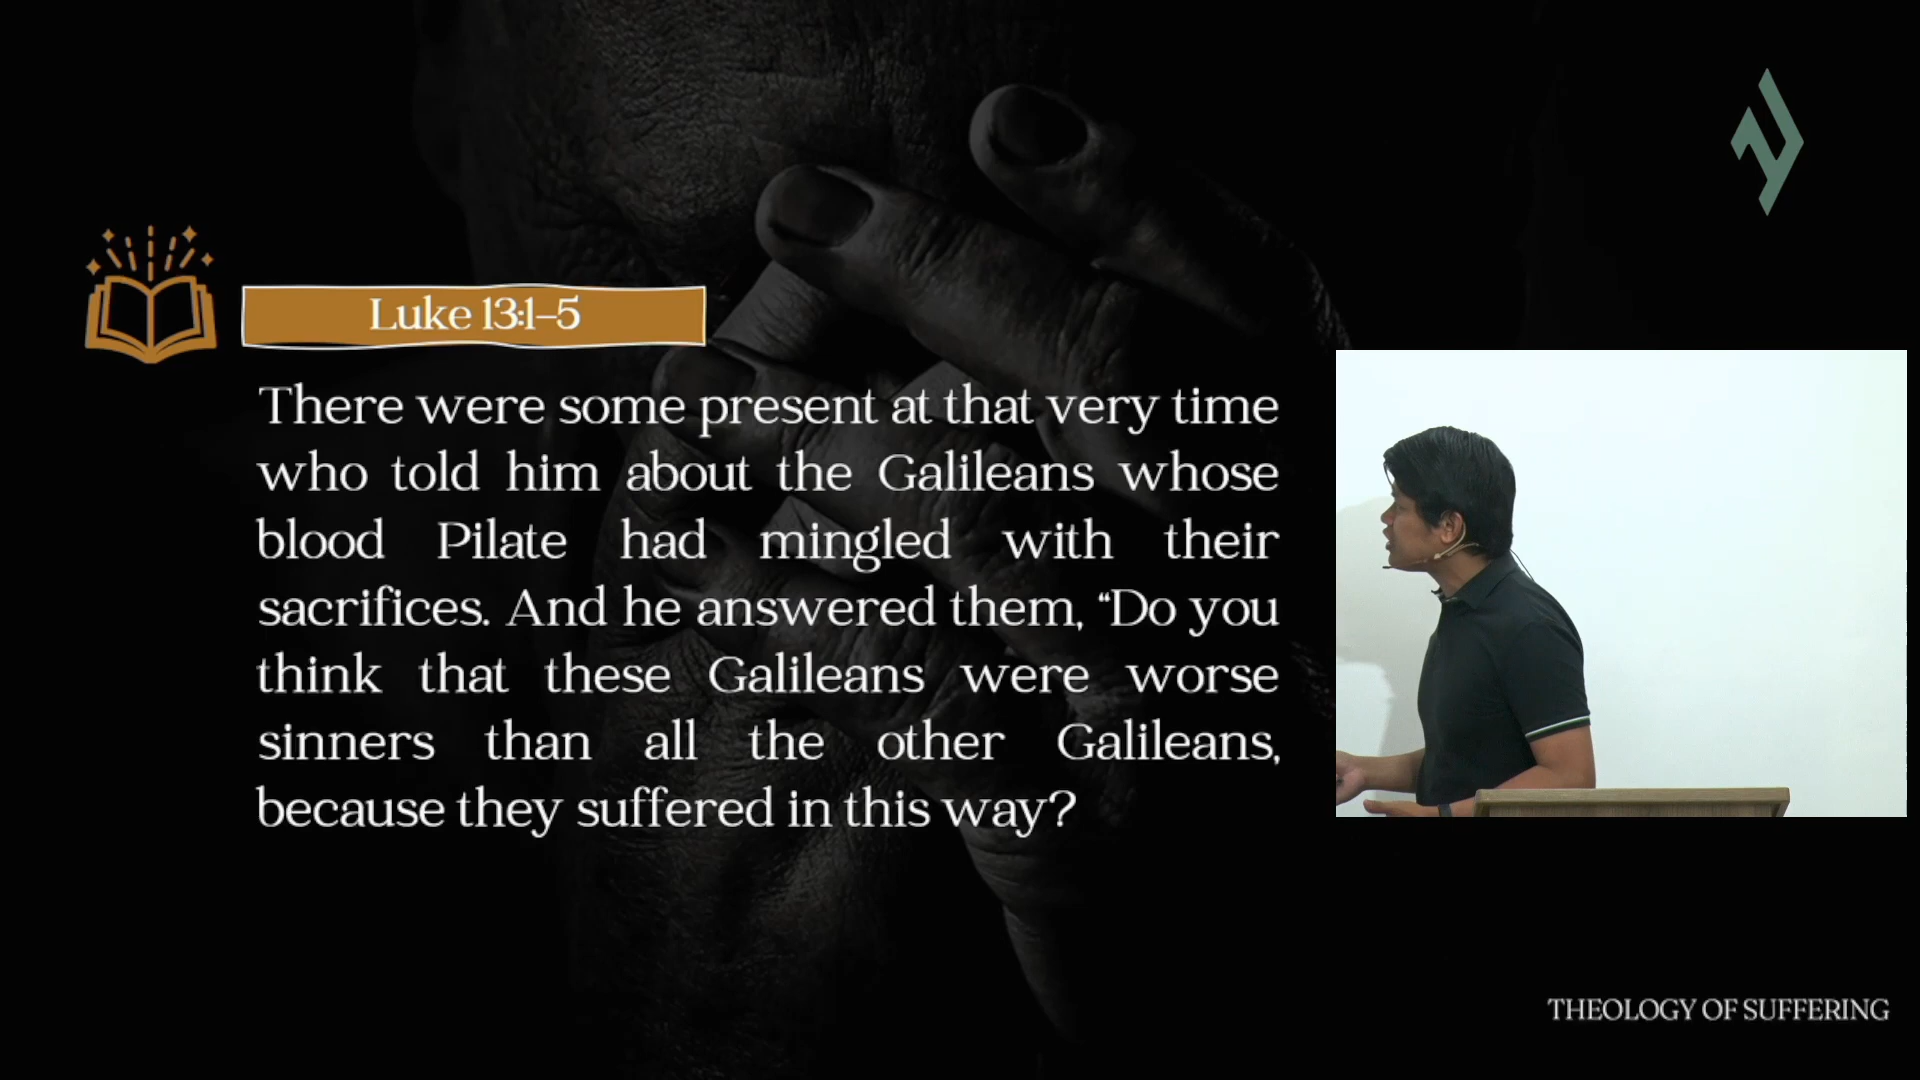 Luke 13:1–5
There were some present at that very time
who told him about the Galileans whose
blood Pilate had mingled with their
sacrifices. And he answered them, “Do you
think that these Galileans were worse
sinners than all the other Galileans,
because they suffered in this way?
THEOLOGY OF SUFFERING